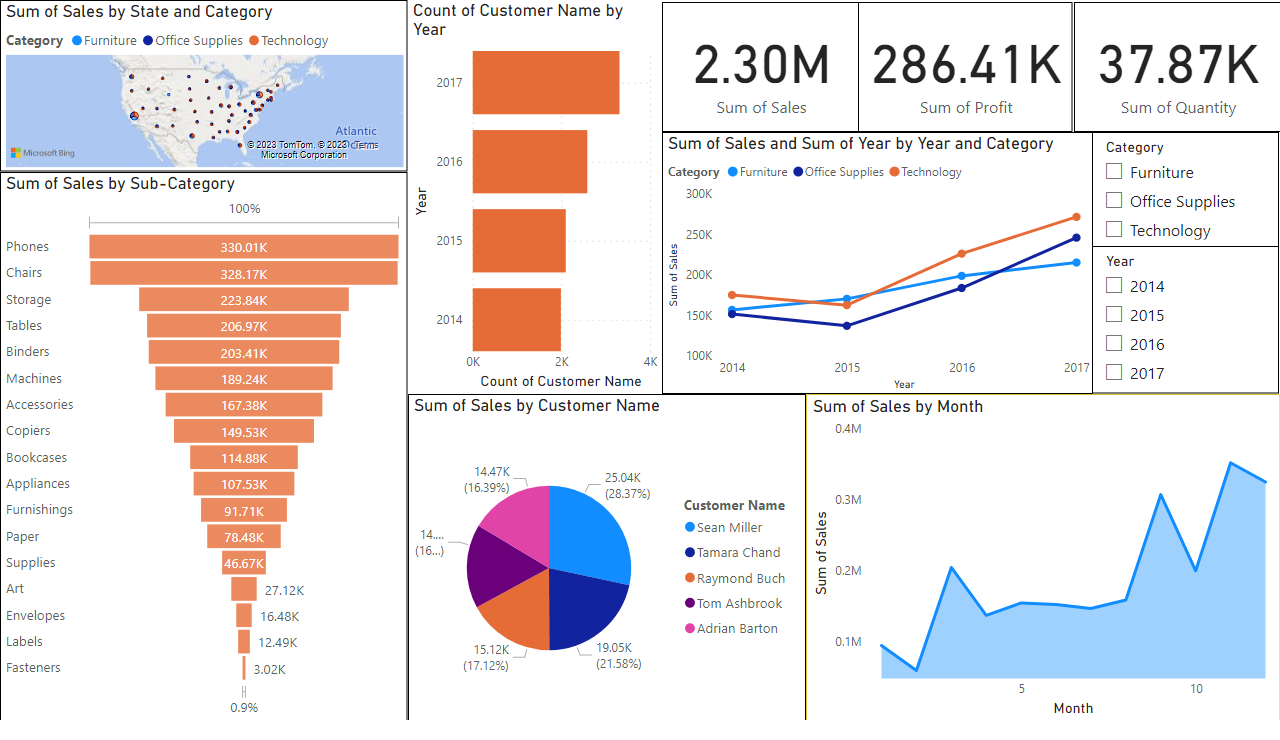 Sum of Sales by State and Category
Category Furniture Office Supplies Technology
Atlantic
© 2023 TomTom, © 2023 Microsoft Corporation Terms
Microsoft Bing
Sum of Sales by Sub-Category
100%
Phones 330.01K
Chairs 328.17K
Storage 223.84K
Tables 206.97K
Binders 203.41K
Machines 189.24K
Accessories 167.38K
Copiers 149.53K
Bookcases 114.88K
Appliances 107.53K
Furnishings 91.71K
Paper 78.48K
Supplies 46.67K
Art 27.12K
Envelopes 16.48K
Labels 12.49K
Fasteners 3.02K
0.9%
Count of Customer Name by
Year
Year
2017
2016
2015
2014
0K 2K 4K
Count of Customer Name
2.30M
Sum of Sales
286.41K
Sum of Profit
37.87K
Sum of Quantity
Sum of Sales and Sum of Year by Year and Category
Category Furniture Office Supplies Technology
Sum of Sales
300K
250K
200K
150K
100K
2014 2015 2016 2017
Year
Category
Furniture
Office Supplies
Technology
Year
2014
2015
2016
2017
Sum of Sales by Customer Name
14.47K
(16.39%)
25.04K
(28.37%)
14....
(16...)
15.12K
(17.12%)
19.05K
(21.58%)
Customer Name
Sean Miller
Tamara Chand
Raymond Buch
Tom Ashbrook
Adrian Barton
Sum of Sales by Month
Sum of Sales
0.4M
0.3M
0.2M
0.1M
5 10
Month